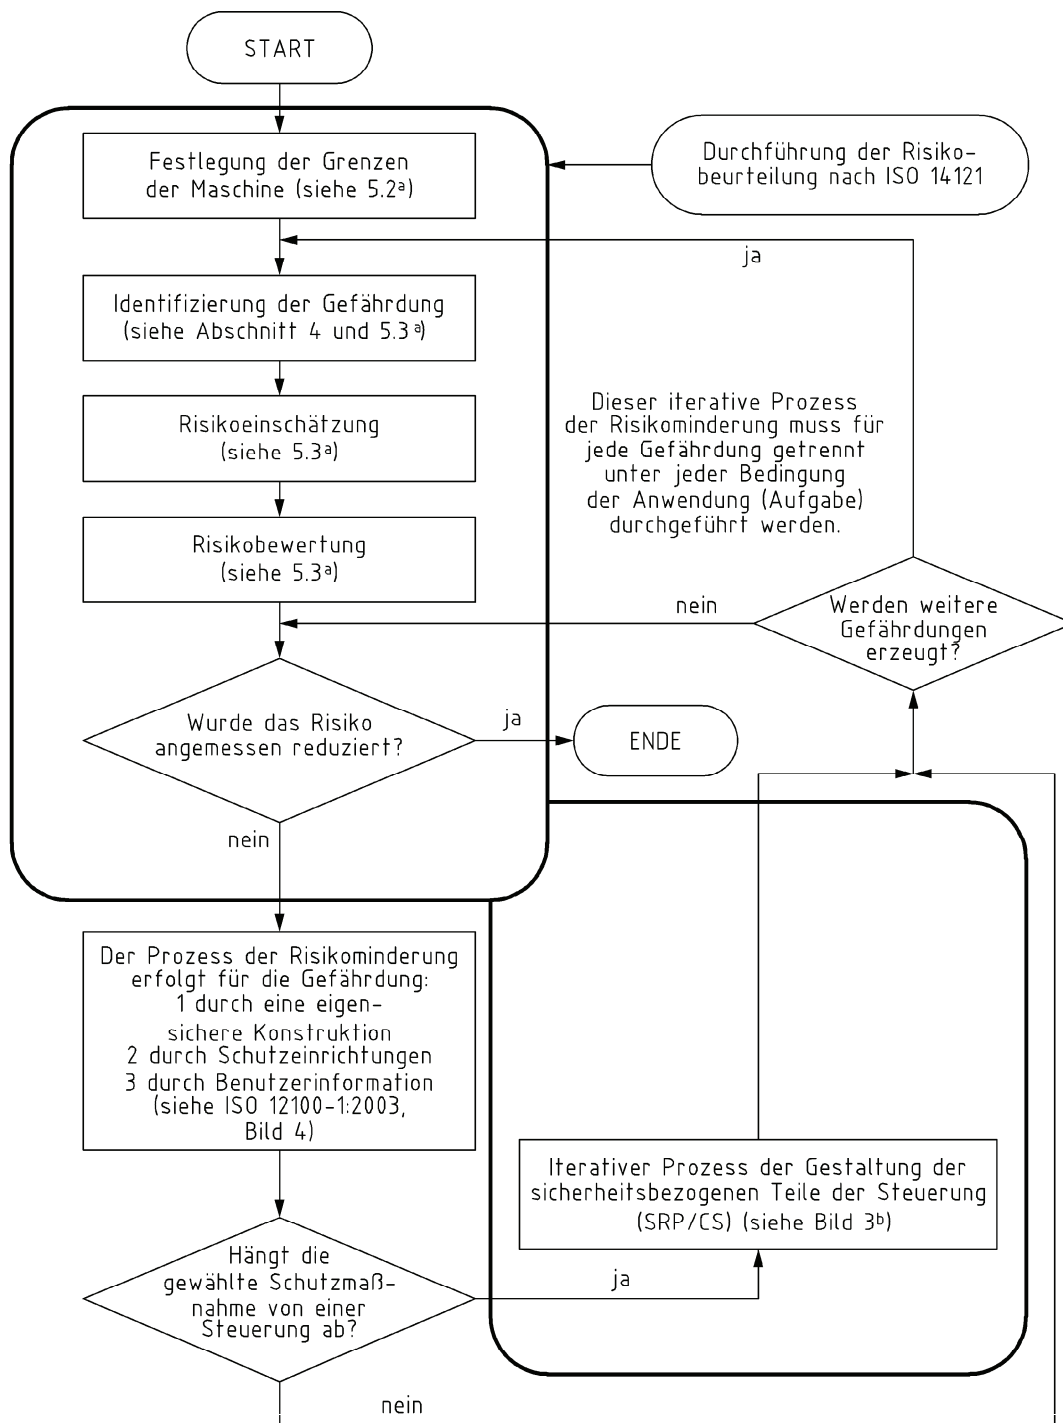 START
Festlegung der Grenzen
der Maschine (siehe 5.2ᵃ)
Durchführung der Risiko-
beurteilung nach ISO 14121
ja
Identifizierung der Gefährdung
(siehe Abschnitt 4 und 5.3ᵃ)
Risikoeinschätzung
(siehe 5.3ᵃ)
Dieser iterative Prozess
der Risikominderung muss für
jede Gefährdung getrennt
unter jeder Bedingung
der Anwendung (Aufgabe)
durchgeführt werden.
Risikobewertung
(siehe 5.3ᵃ)
nein
Werden weitere
Gefährdungen
erzeugt?
Wurde das Risiko
angemessen reduziert?
ja
ENDE
nein
Der Prozess der Risikominderung
erfolgt für die Gefährdung:
1 durch eine eigen-
sichere Konstruktion
2 durch Schutzeinrichtungen
3 durch Benutzerinformation
(siehe ISO 12100-1:2003,
Bild 4)
Iterativer Prozess der Gestaltung der
sicherheitsbezogenen Teile der Steuerung
(SRP/CS) (siehe Bild 3ᵇ)
Hängt die
gewählte Schutzmaß-
nahme von einer
Steuerung ab?
ja
nein